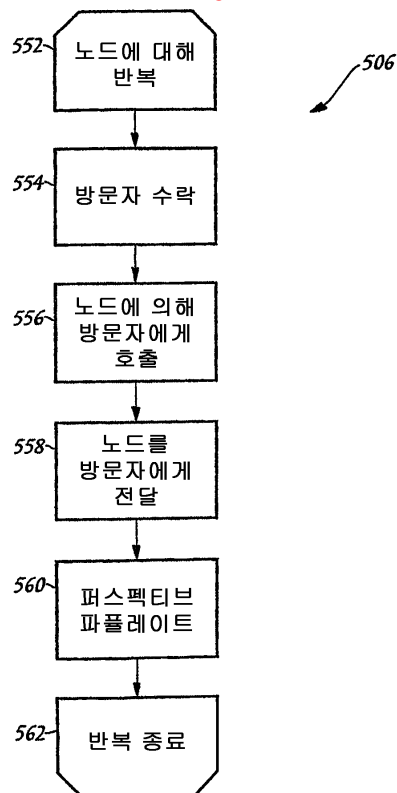 552
노드에 대해
반복
506
554
방문자 수락
556
노드에 의해
방문자에게
호출
558
노드를
방문자에게
전달
560
퍼스펙티브
파퓰레이트
562
반복 종료